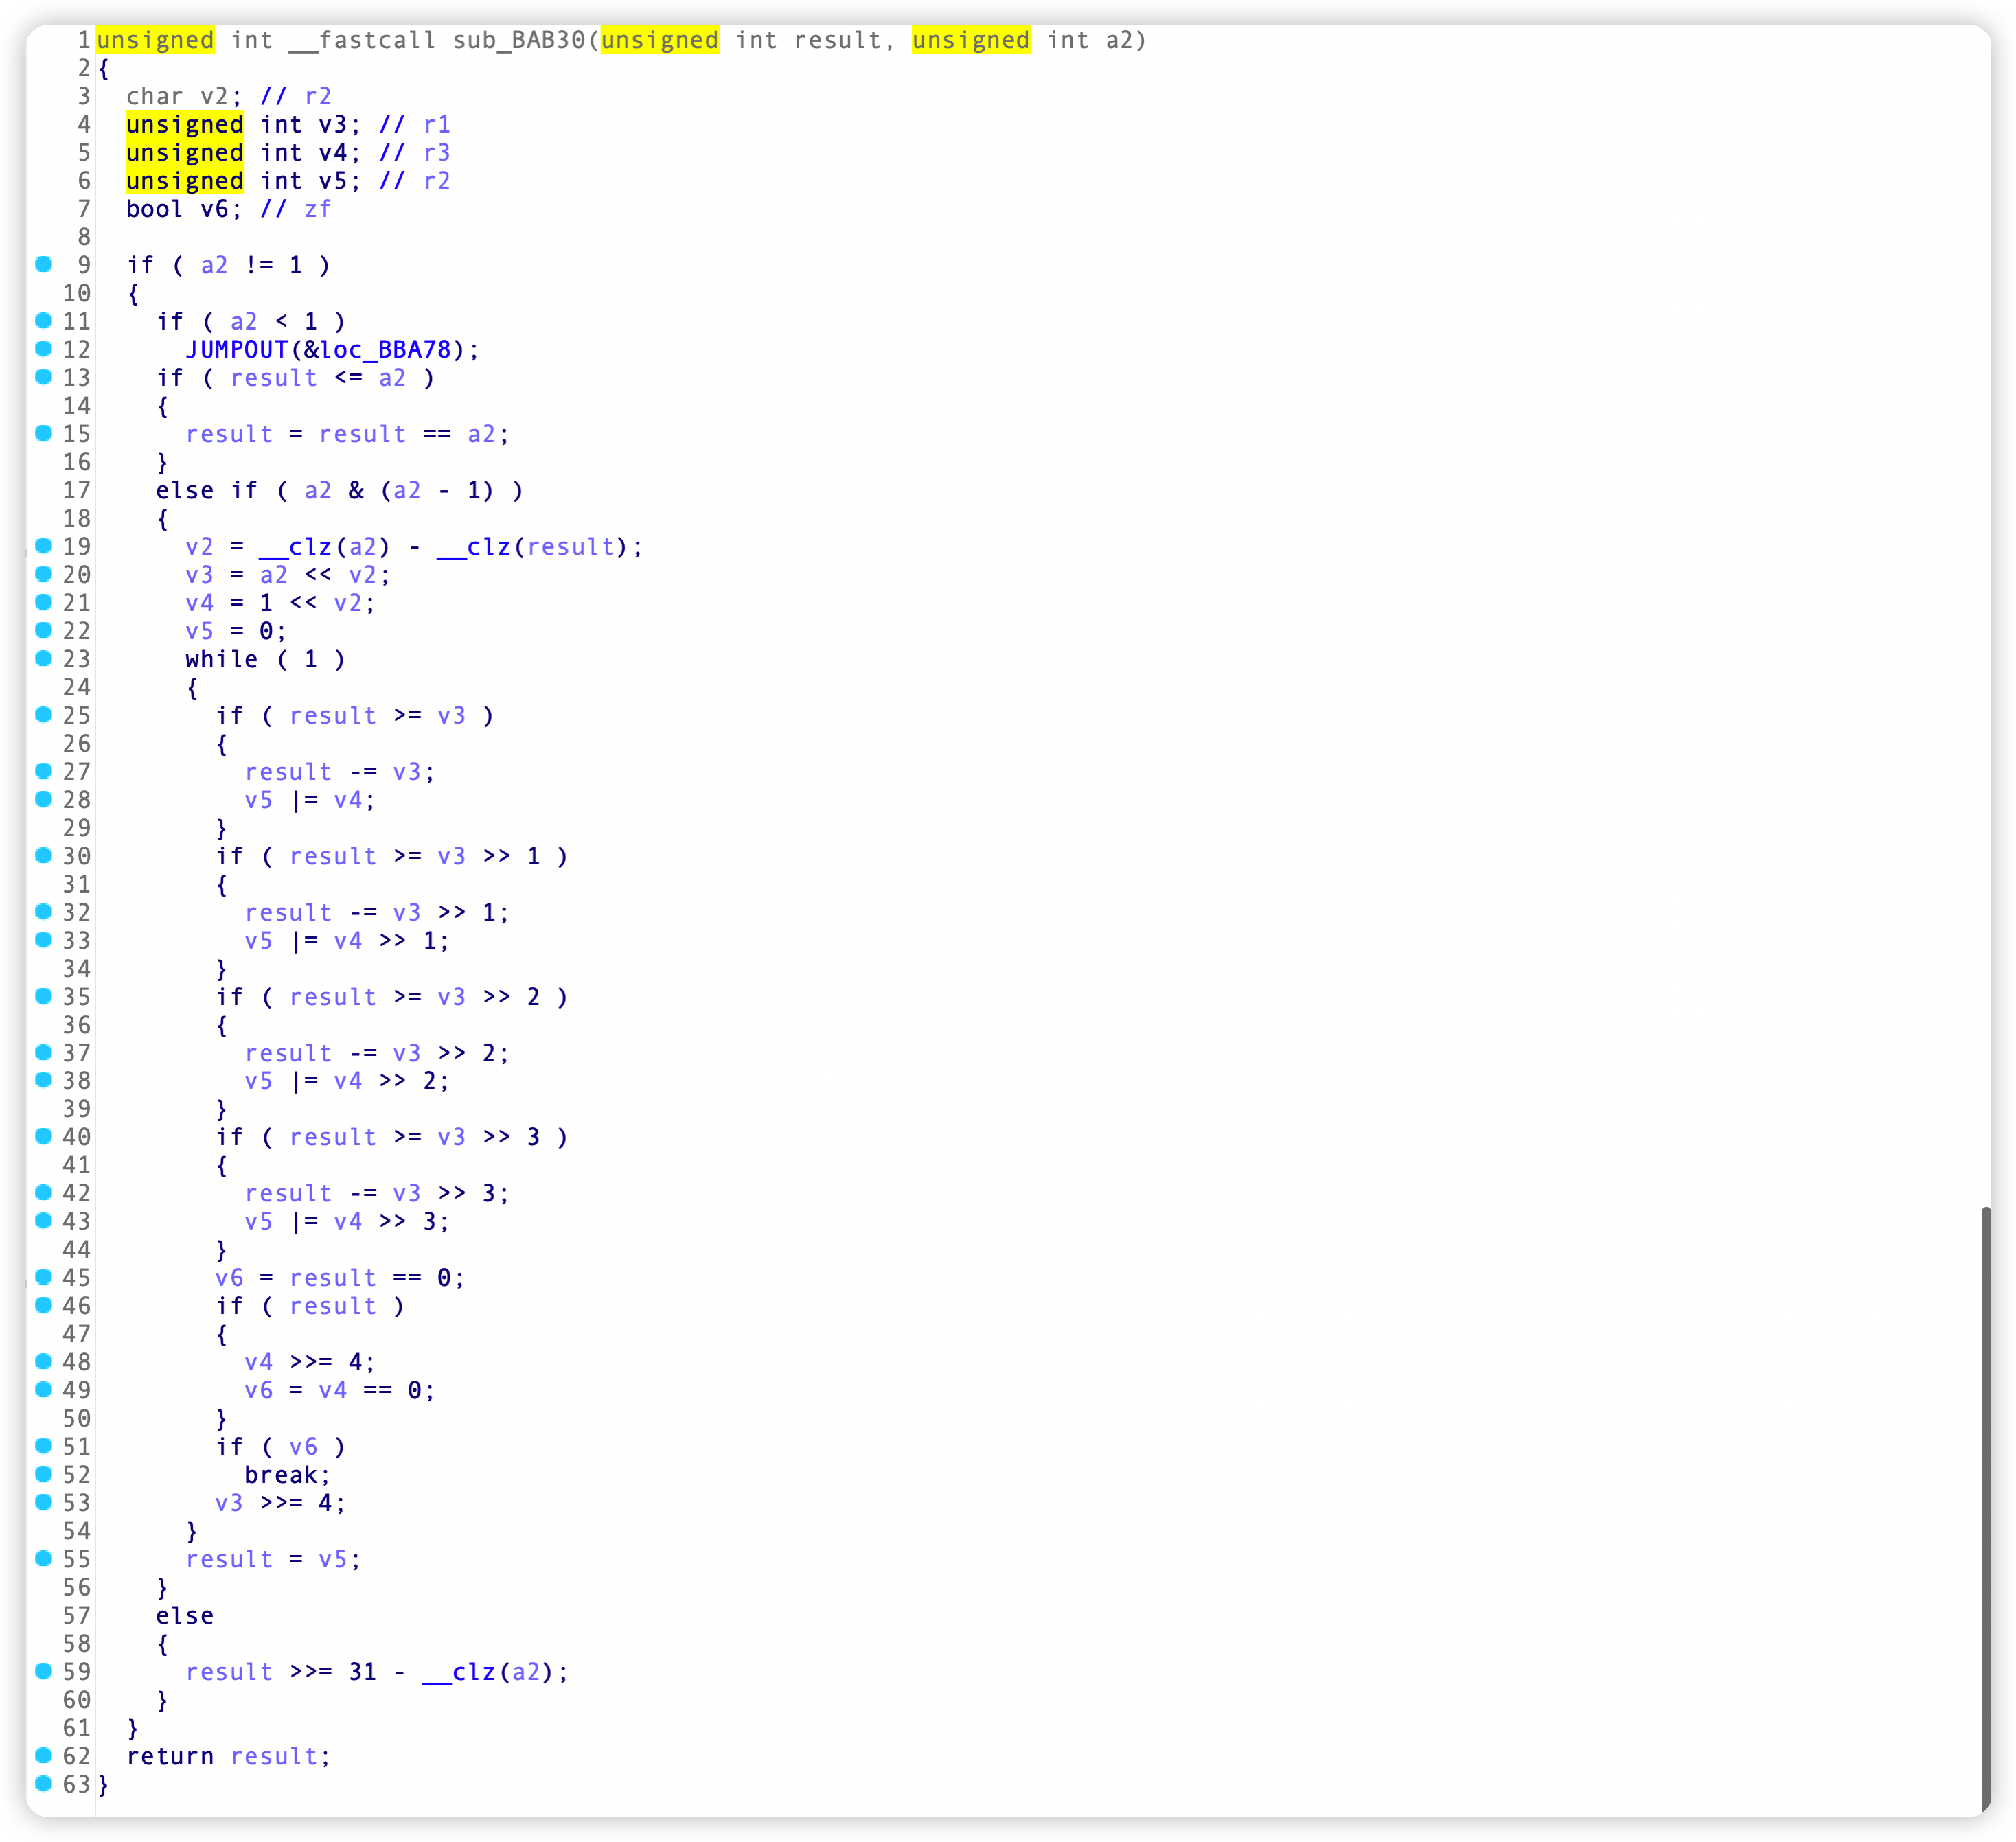 1 unsigned int __fastcall sub_BAB30(unsigned int result, unsigned int a2)
2 {
3   char v2; // r2
4   unsigned int v3; // r1
5   unsigned int v4; // r3
6   unsigned int v5; // r2
7   bool v6; // zf
8
9   if ( a2 != 1 )
10   {
11     if ( a2 < 1 )
12       JUMPOUT(&loc_BBA78);
13     if ( result <= a2 )
14     {
15       result = result == a2;
16     }
17     else if ( a2 & (a2 - 1) )
18     {
19       v2 = __clz(a2) - __clz(result);
20       v3 = a2 << v2;
21       v4 = 1 << v2;
22       v5 = 0;
23       while ( 1 )
24       {
25         if ( result >= v3 )
26         {
27           result -= v3;
28           v5 |= v4;
29         }
30         if ( result >= v3 >> 1 )
31         {
32           result -= v3 >> 1;
33           v5 |= v4 >> 1;
34         }
35         if ( result >= v3 >> 2 )
36         {
37           result -= v3 >> 2;
38           v5 |= v4 >> 2;
39         }
40         if ( result >= v3 >> 3 )
41         {
42           result -= v3 >> 3;
43           v5 |= v4 >> 3;
44         }
45         v6 = result == 0;
46         if ( result )
47         {
48           v4 >>= 4;
49           v6 = v4 == 0;
50         }
51         if ( v6 )
52           break;
53         v3 >>= 4;
54       }
55       result = v5;
56     }
57     else
58     {
59       result >>= 31 - __clz(a2);
60     }
61   }
62   return result;
63 }